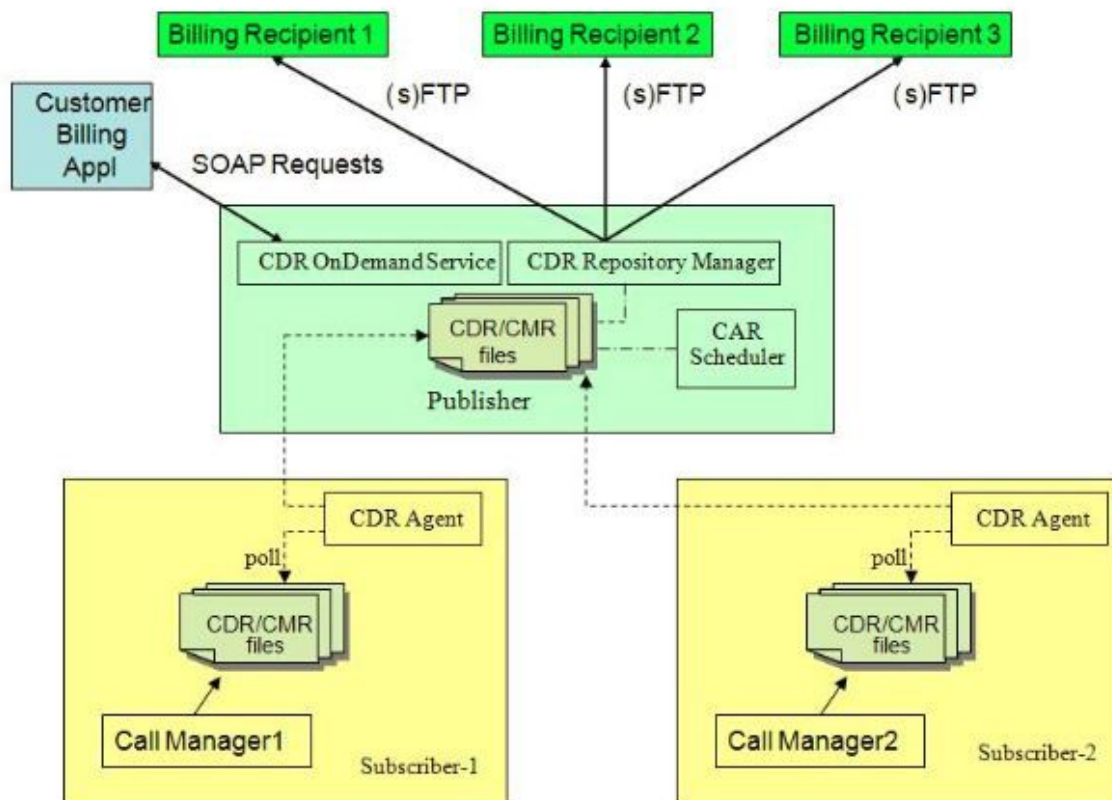 Billing Recipient 1
Billing Recipient 2
Billing Recipient 3
(s)FTP
(s)FTP
(s)FTP
Customer
Billing
Appl
SOAP Requests
CDR OnDemand Service
CDR Repository Manager
CDR/CMR
files
CAR
Scheduler
Publisher
CDR Agent
poll
CDR/CMR
files
Call Manager1
Subscriber-1
CDR Agent
poll
CDR/CMR
files
Call Manager2
Subscriber-2